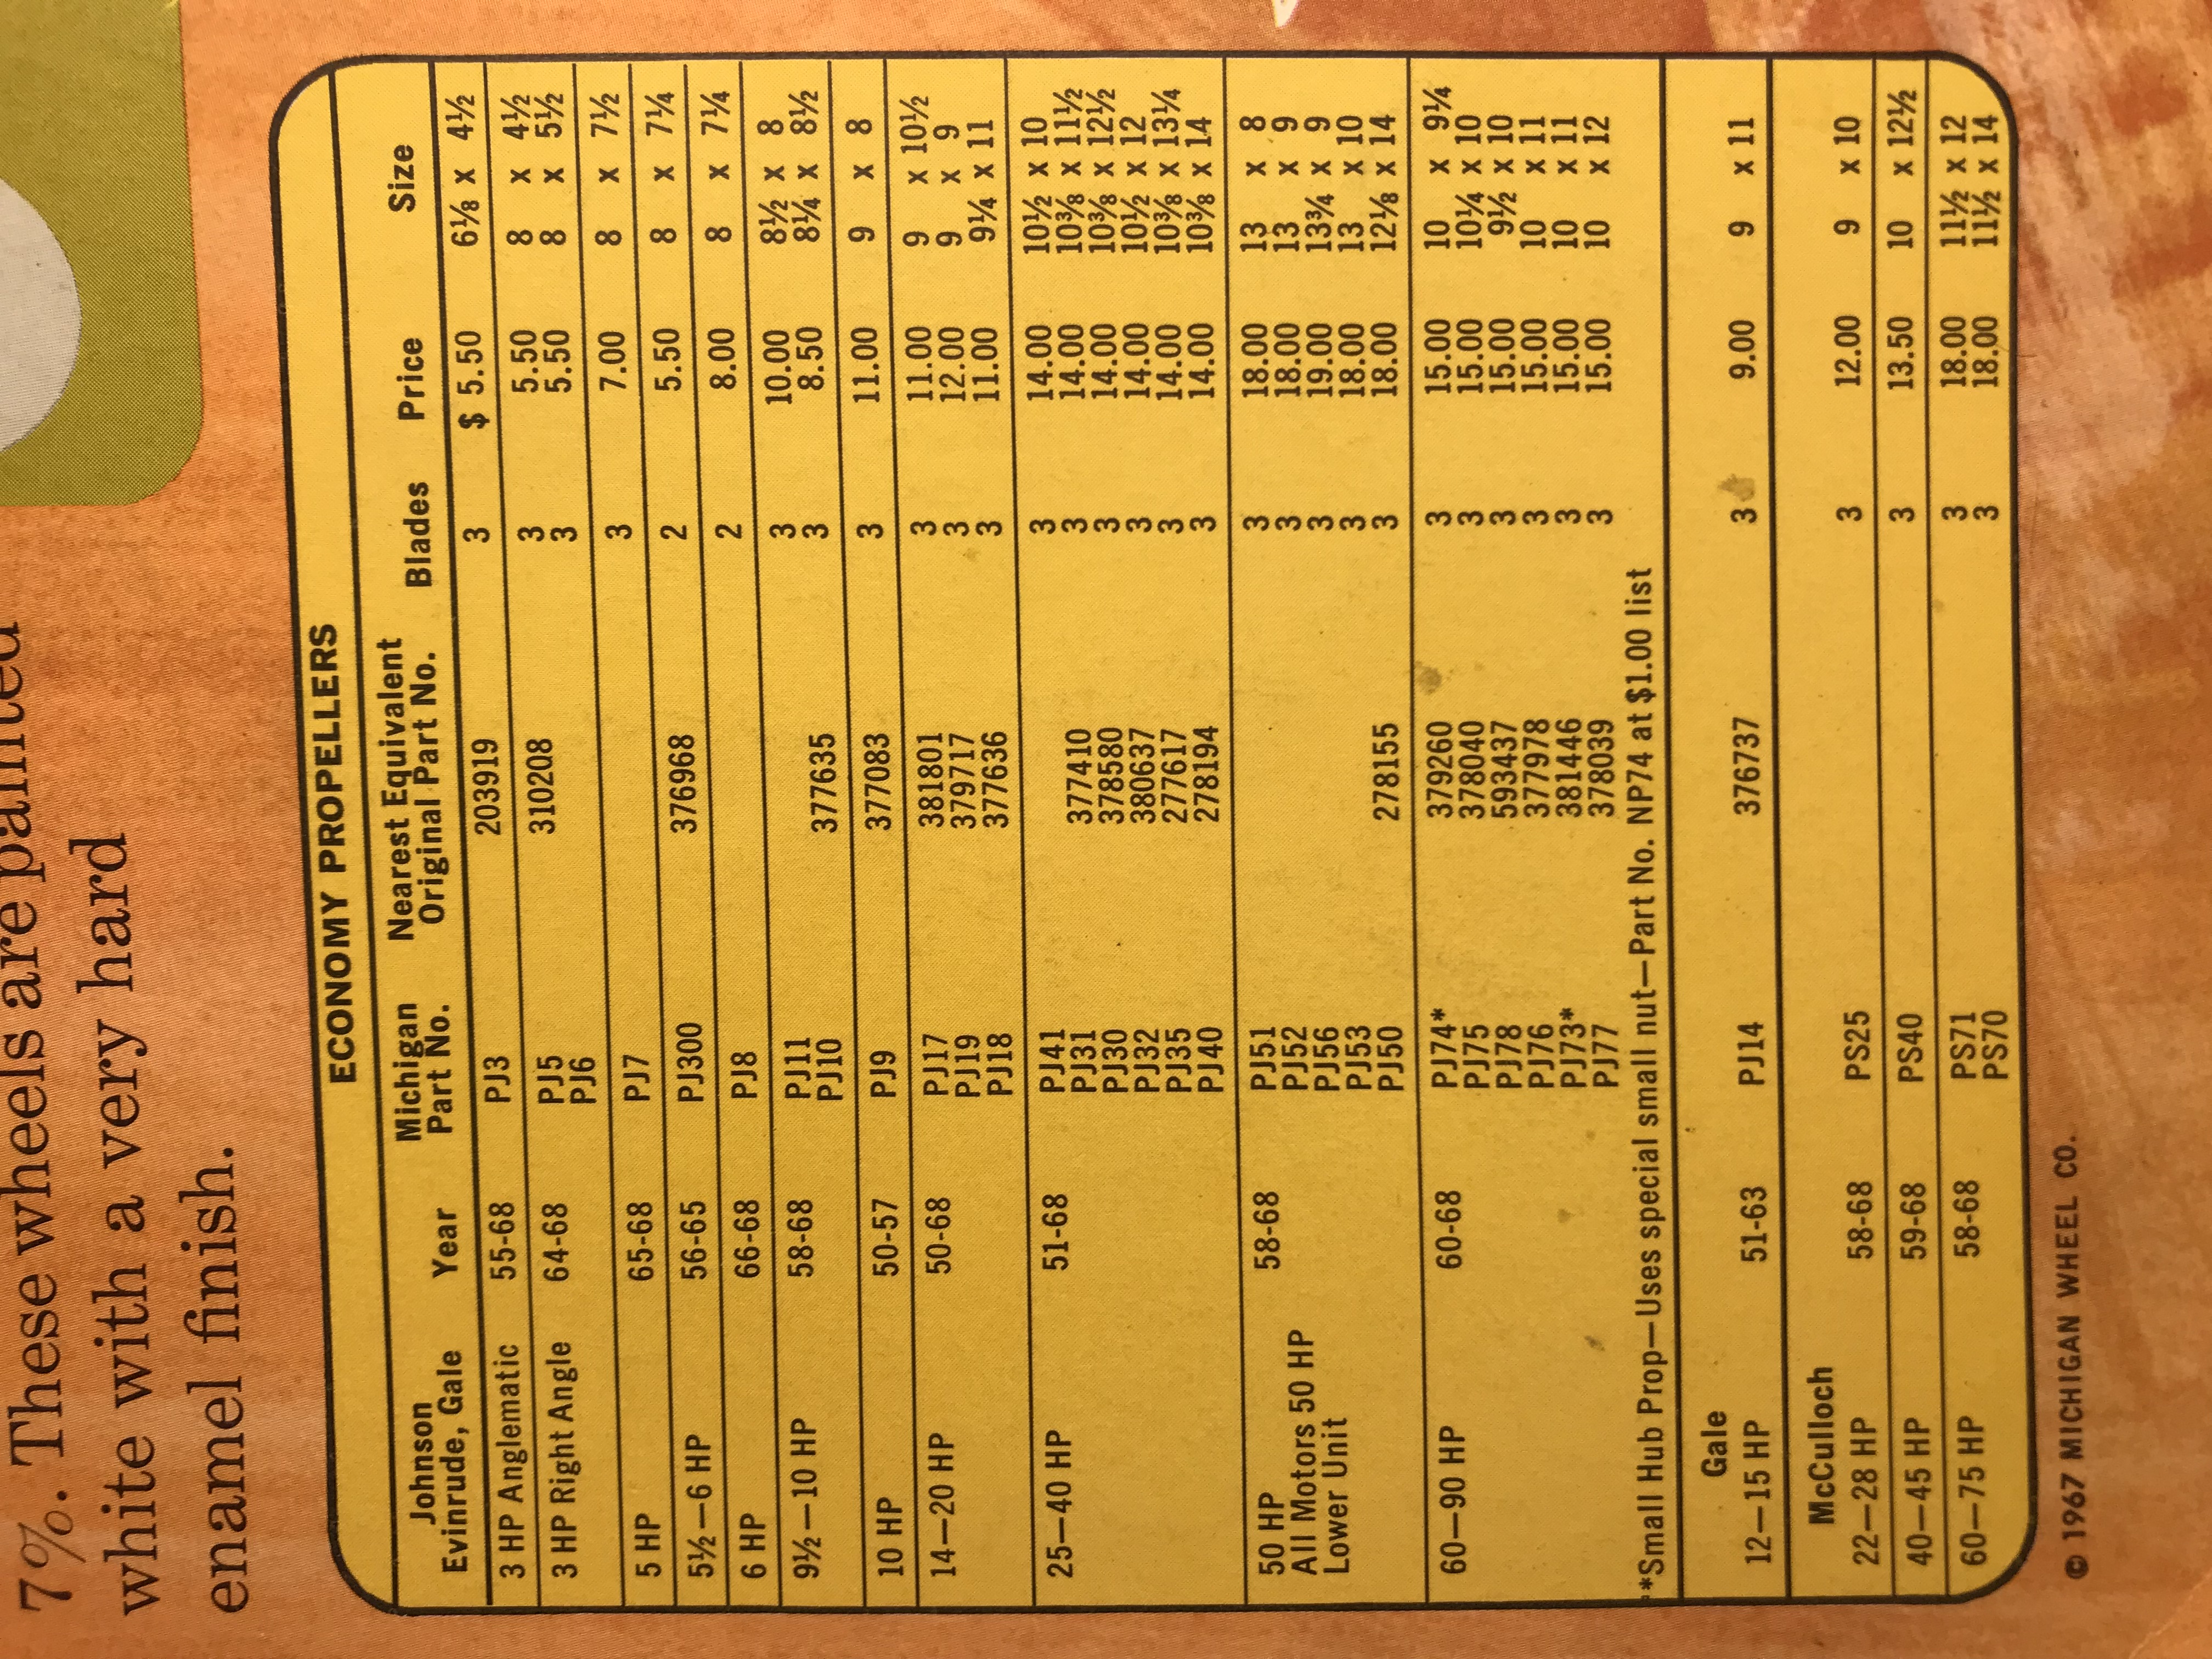 7%. These wheels are painted
white with a very hard
enamel finish.
ECONOMY PROPELLERS
Johnson Michigan Nearest Equivalent
Evinrude, Gale Year Part No. Original Part No. Blades Price Size
3 HP Anglematic 55-68 PJ3 203919 3 $ 5.50 6⅛ x 4½
3 HP Right Angle 64-68 PJ5 310208 3 5.50 8 x 4½
PJ6 3 5.50 8 x 5½
5 HP 65-68 PJ7 3 7.00 8 x 7½
5½—6 HP 56-65 PJ300 376968 2 5.50 8 x 7¼
6 HP 66-68 PJ8 2 8.00 8 x 7¼
9½—10 HP 58-68 PJ11 3 10.00 8½ x 8
PJ10 377635 3 8.50 8¼ x 8½
10 HP 50-57 PJ9 377083 3 11.00 9 x 8
14—20 HP 50-68 PJ17 381801 3 11.00 9 x 10½
PJ19 379717 3 12.00 9 x 9
PJ18 377636 3 11.00 9¼ x 11
25—40 HP 51-68 PJ41 3 14.00 10½ x 10
PJ31 377410 3 14.00 10⅜ x 11½
PJ30 378580 3 14.00 10⅜ x 12½
PJ32 380637 3 14.00 10½ x 12
PJ35 277617 3 14.00 10⅜ x 13¼
PJ40 278194 3 14.00 10⅜ x 14
50 HP 58-68 PJ51 3 18.00 13 x 8
All Motors 50 HP PJ52 3 18.00 13 x 9
Lower Unit PJ56 3 19.00 13¾ x 9
PJ53 3 18.00 13 x 10
PJ50 278155 3 18.00 12⅛ x 14
60—90 HP 60-68 PJ74* 379260 3 15.00 10 x 9¼
PJ75 378040 3 15.00 10¼ x 10
PJ78 593437 3 15.00 9½ x 10
PJ76 377978 3 15.00 10 x 11
PJ73* 381446 3 15.00 10 x 11
PJ77 378039 3 15.00 10 x 12
*Small Hub Prop—Uses special small nut—Part No. NP74 at $1.00 list
Gale
12—15 HP 51-63 PJ14 376737 3 9.00 9 x 11
McCulloch
22—28 HP 58-68 PS25 3 12.00 9 x 10
40—45 HP 59-68 PS40 3 13.50 10 x 12½
60—75 HP 58-68 PS71 3 18.00 11½ x 12
PS70 3 18.00 11½ x 14
© 1967 MICHIGAN WHEEL CO.